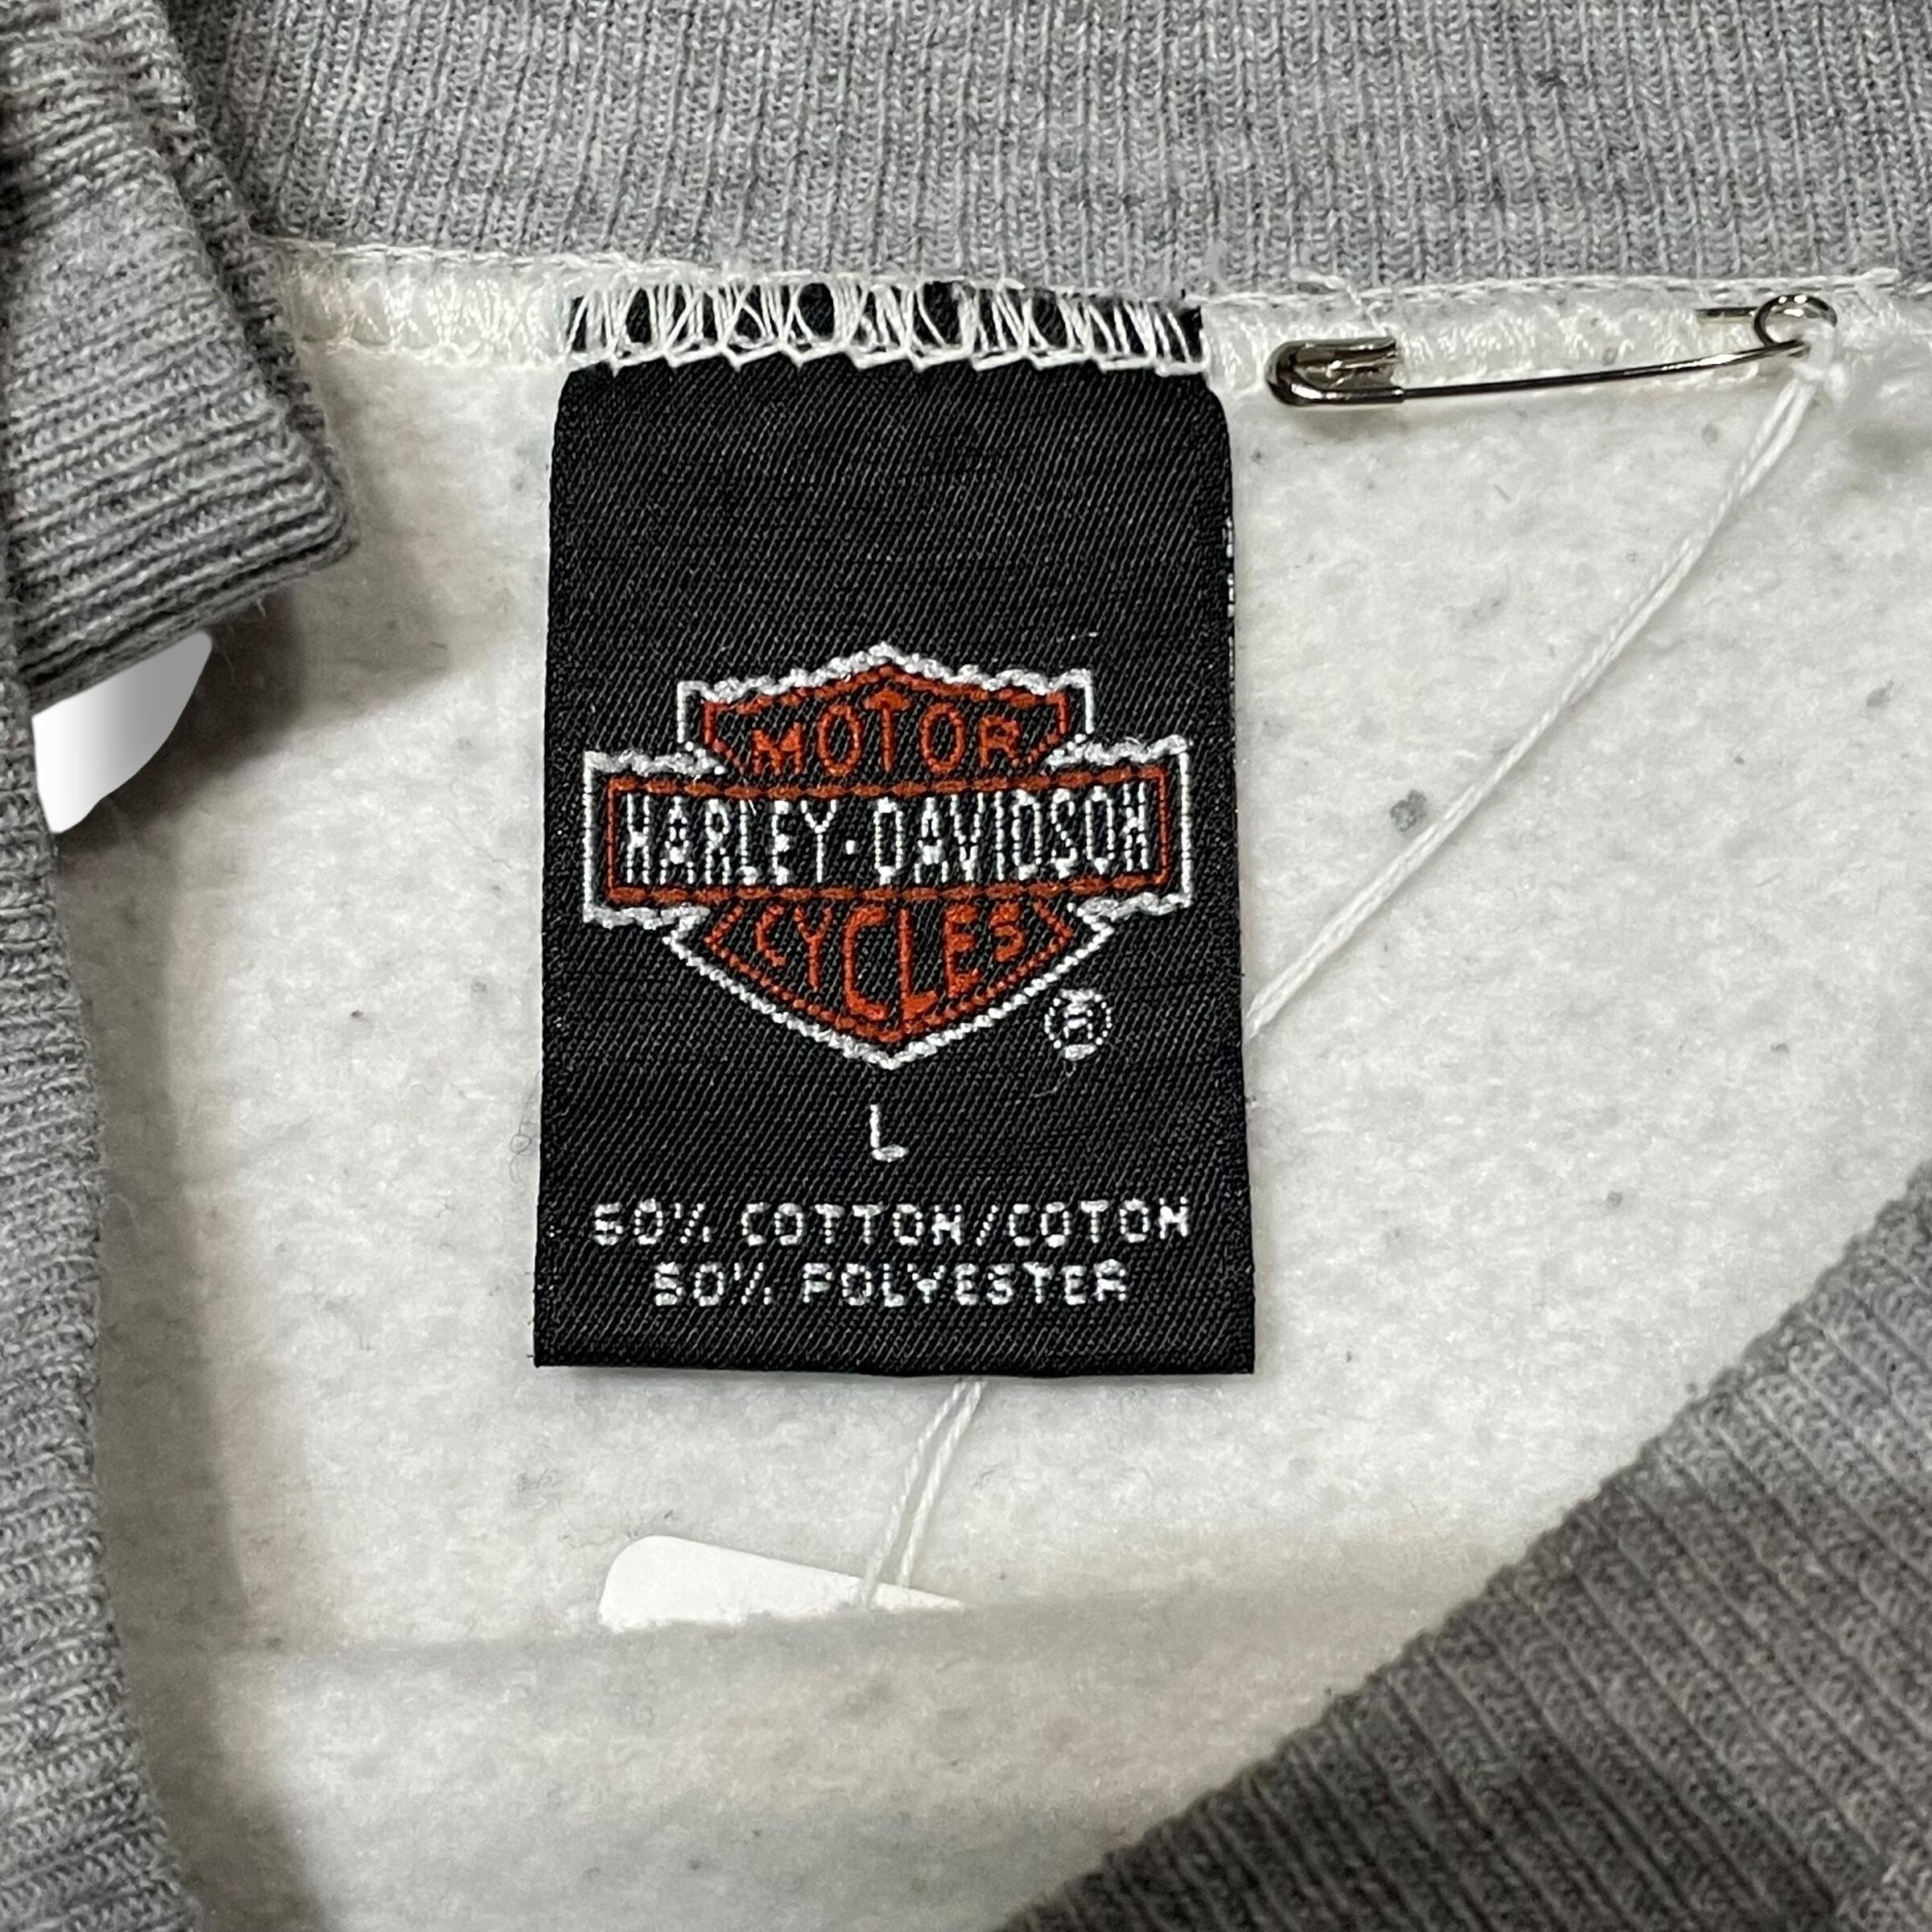 MOTOR
HARLEY-DAVIDSON
CYCLES
®
L
50% COTTON/COTON
50% POLYESTER